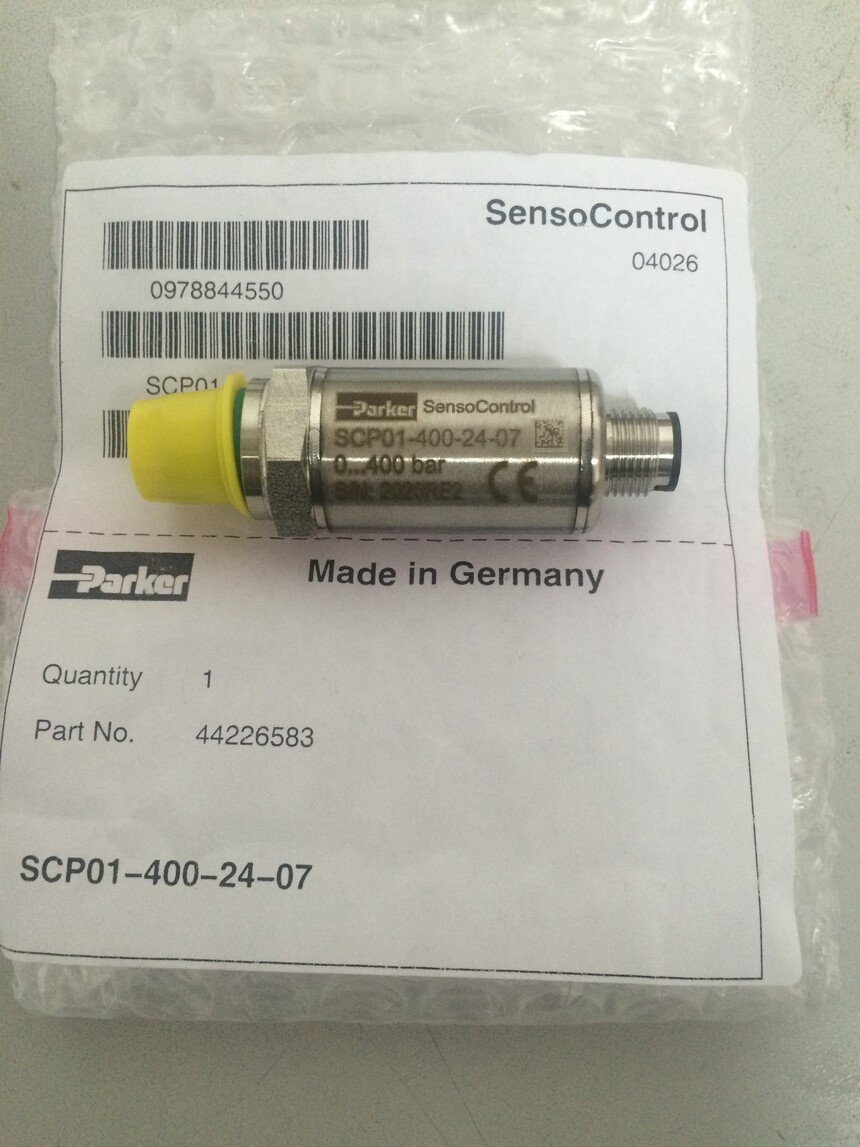 SensoControl
04026
0978844550
SCP01
Parker SensoControl
SCP01-400-24-07
0...400 bar
CE
Parker
Made in Germany
Quantity 1
Part No. 44226583
SCP01-400-24-07